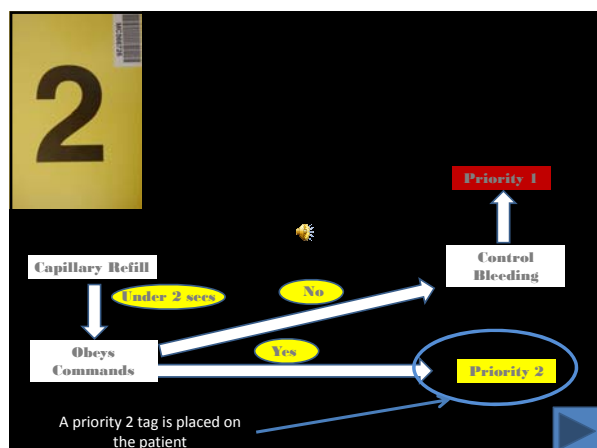 MC266726
2
Priority 1
Capillary Refill
Control
Bleeding
Under 2 secs
No
Obeys
Commands
Yes
Priority 2
A priority 2 tag is placed on
the patient